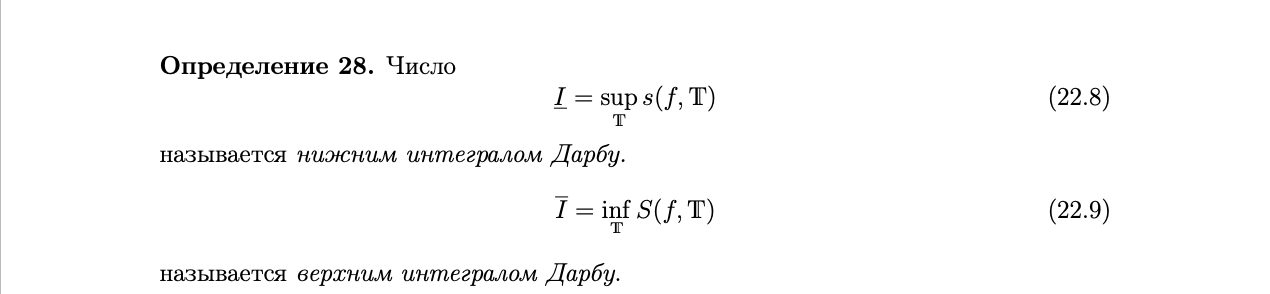 Определение 28. Число
I = sup s(f, 𝕋) (22.8)
𝕋
называется нижним интегралом Дарбу.
I̅ = inf S(f, 𝕋) (22.9)
𝕋
называется верхним интегралом Дарбу.